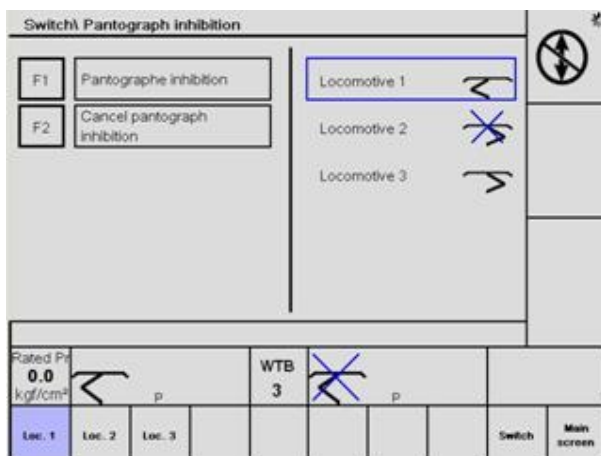 Switch\ Pantograph inhibition
F1
Pantographe inhibition
F2
Cancel pantograph
inhibition
Locomotive 1
Locomotive 2
Locomotive 3
Rated Pr
0.0
kgf/cm²
P
WTB
3
P
Loc. 1
Loc. 2
Loc. 3
Switch
Main
screen